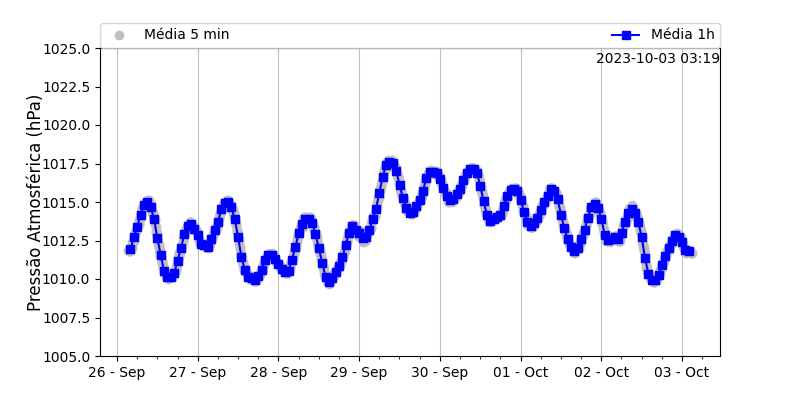 Média 5 min
Média 1h
2023-10-03 03:19
Pressão Atmosférica (hPa)
1025.0
1022.5
1020.0
1017.5
1015.0
1012.5
1010.0
1007.5
1005.0
26 - Sep
27 - Sep
28 - Sep
29 - Sep
30 - Sep
01 - Oct
02 - Oct
03 - Oct